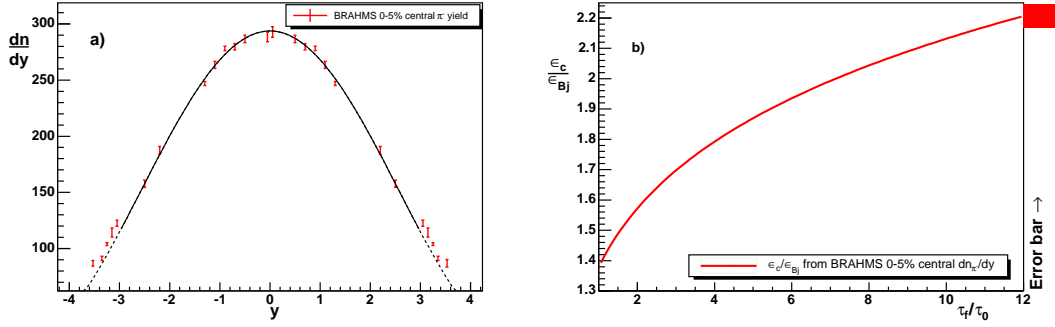 BRAHMS 0-5% central π⁻ yield
a)
dn
dy
300
250
200
150
100
-4 -3 -2 -1 0 1 2 3 4
y
b)
ϵc
ϵBj
2.2
2.1
2
1.9
1.8
1.7
1.6
1.5
1.4
1.3
ϵc/ϵBj from BRAHMS 0-5% central dnπ/dy
2 4 6 8 10 12
τf/τ0
Error bar →